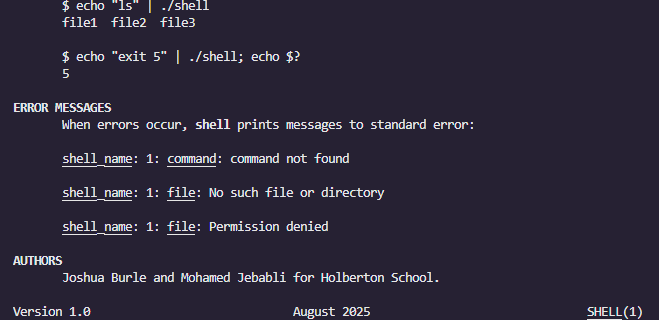 $ echo "ls" | ./shell
file1  file2  file3
$ echo "exit 5" | ./shell; echo $?
5
ERROR MESSAGES
When errors occur, shell prints messages to standard error:
shell_name: 1: command: command not found
shell_name: 1: file: No such file or directory
shell_name: 1: file: Permission denied
AUTHORS
Joshua Burle and Mohamed Jebabli for Holberton School.
Version 1.0 August 2025 SHELL(1)